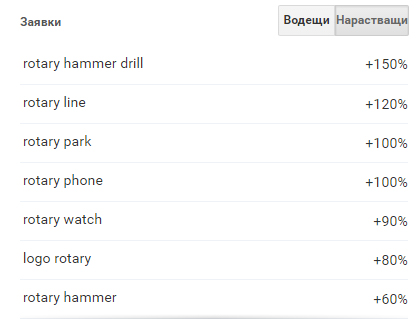 Заявки Водещи Нарастващи
rotary hammer drill +150%
rotary line +120%
rotary park +100%
rotary phone +100%
rotary watch +90%
logo rotary +80%
rotary hammer +60%